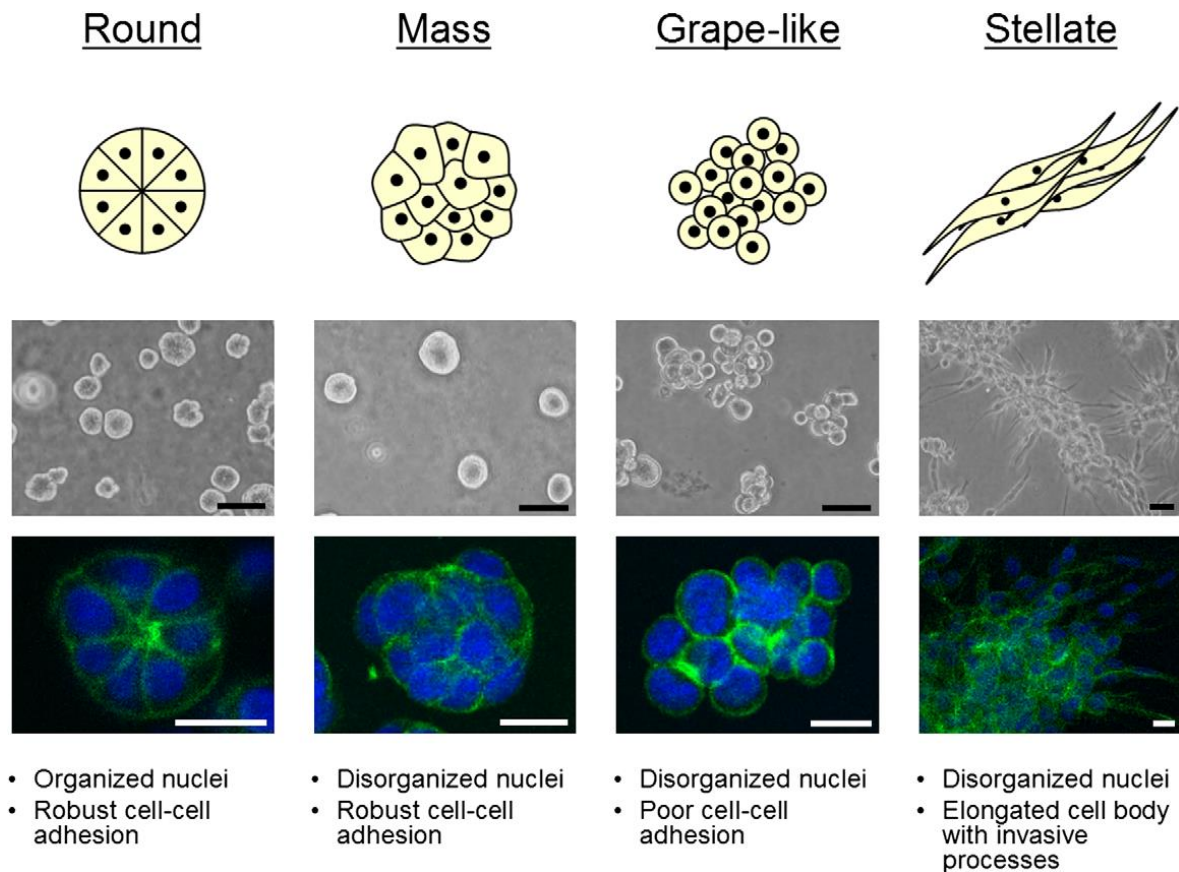 Round
Mass
Grape-like
Stellate
• Organized nuclei
• Robust cell-cell
adhesion
• Disorganized nuclei
• Robust cell-cell
adhesion
• Disorganized nuclei
• Poor cell-cell
adhesion
• Disorganized nuclei
• Elongated cell body
with invasive
processes